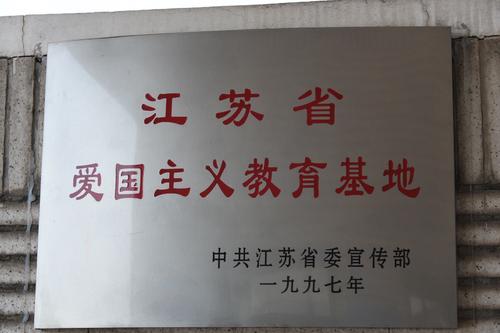 江苏省
爱国主义教育基地
中共江苏省委宣传部
一九九七年